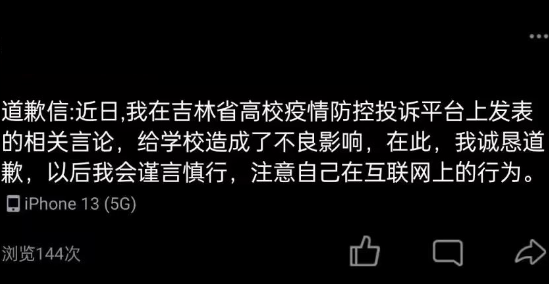 道歉信:近日,我在吉林省高校疫情防控投诉平台上发表
的相关言论，给学校造成了不良影响，在此，我诚恳道
歉，以后我会谨言慎行，注意自己在互联网上的行为。
iPhone 13 (5G)
浏览144次